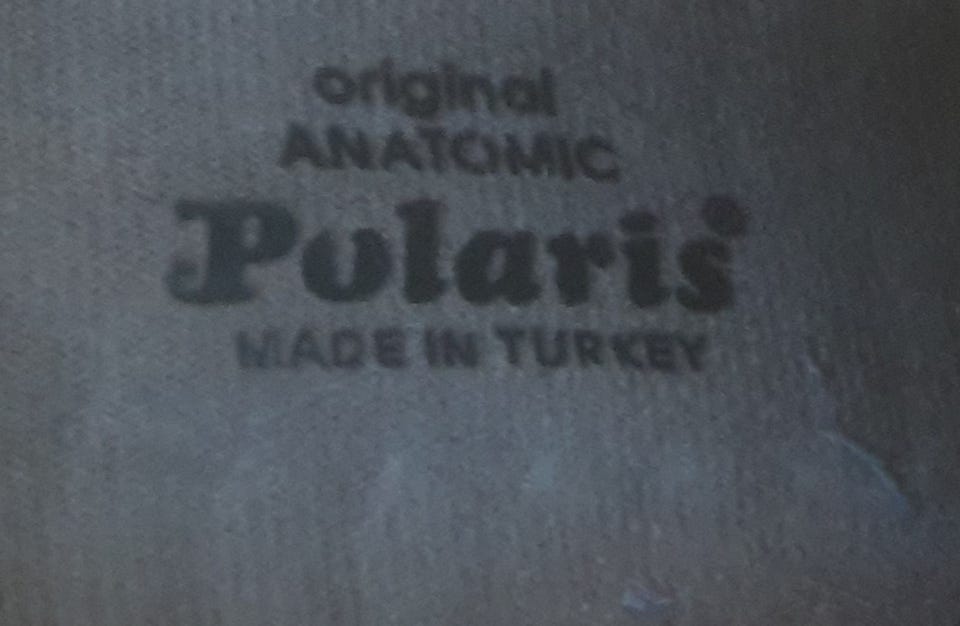 original
ANATOMIC
Polaris®
MADE IN TURKEY